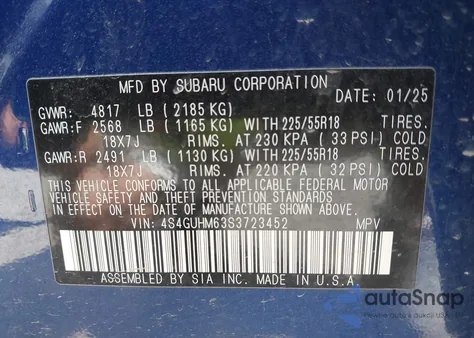 MFD BY SUBARU CORPORATION
DATE: 01/25
GVWR: 4817 LB (2185 KG)
GAWR:F 2568 LB (1165 KG) WITH 225/55R18 TIRES.
18X7J RIMS. AT 230 KPA (33 PSI) COLD
GAWR:R 2491 LB (1130 KG) WITH 225/55R18 TIRES.
18X7J RIMS. AT 220 KPA (32 PSI) COLD
THIS VEHICLE CONFORMS TO ALL APPLICABLE FEDERAL MOTOR
VEHICLE SAFETY, BUMPER, AND THEFT PREVENTION STANDARDS
IN EFFECT ON THE DATE OF MANUFACTURE SHOWN ABOVE.
VIN: 4S4GUHM63S3723452 MPV
ASSEMBLED BY SIA INC. MADE IN U.S.A.
autoSnap